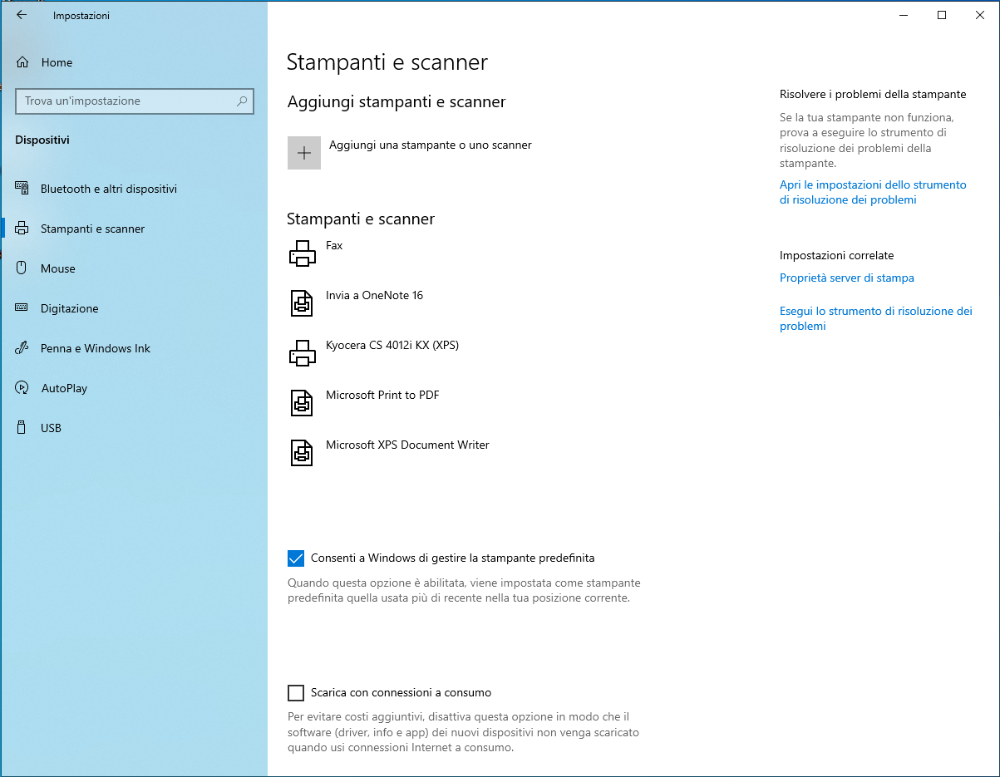 Impostazioni
Home
Trova un'impostazione
Dispositivi
Bluetooth e altri dispositivi
Stampanti e scanner
Mouse
Digitazione
Penna e Windows Ink
AutoPlay
USB
Stampanti e scanner
Aggiungi stampanti e scanner
Aggiungi una stampante o uno scanner
Stampanti e scanner
Fax
Invia a OneNote 16
Kyocera CS 4012i KX (XPS)
Microsoft Print to PDF
Microsoft XPS Document Writer
Consenti a Windows di gestire la stampante predefinita
Quando questa opzione è abilitata, viene impostata come stampante
predefinita quella usata più di recente nella tua posizione corrente.
Scarica con connessioni a consumo
Per evitare costi aggiuntivi, disattiva questa opzione in modo che il
software (driver, info e app) dei nuovi dispositivi non venga scaricato
quando usi connessioni Internet a consumo.
Risolvere i problemi della stampante
Se la tua stampante non funziona,
prova a eseguire lo strumento di
risoluzione dei problemi della
stampante.
Apri le impostazioni dello strumento
di risoluzione dei problemi
Impostazioni correlate
Proprietà server di stampa
Esegui lo strumento di risoluzione dei
problemi